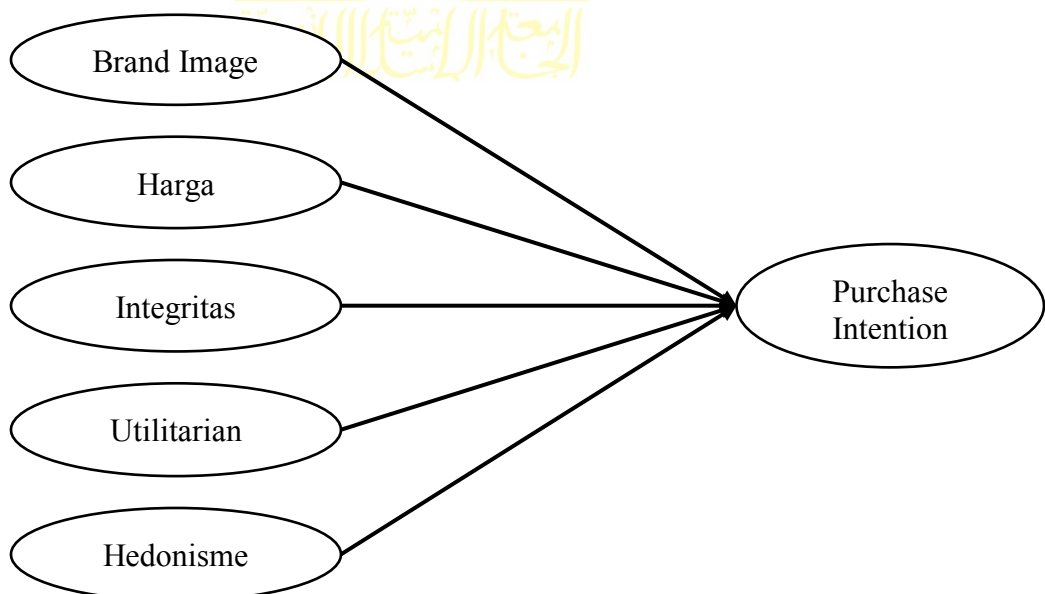 Brand Image
Harga
Integritas
Utilitarian
Hedonisme
Purchase
Intention